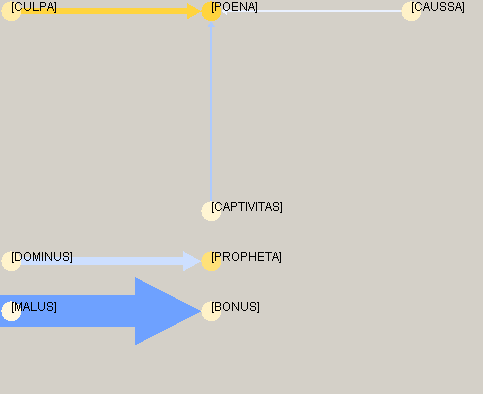 [CULPA] [POENA] [CAUSSA]
[CAPTIVITAS]
[DOMINUS] [PROPHETA]
[MALUS] [BONUS]